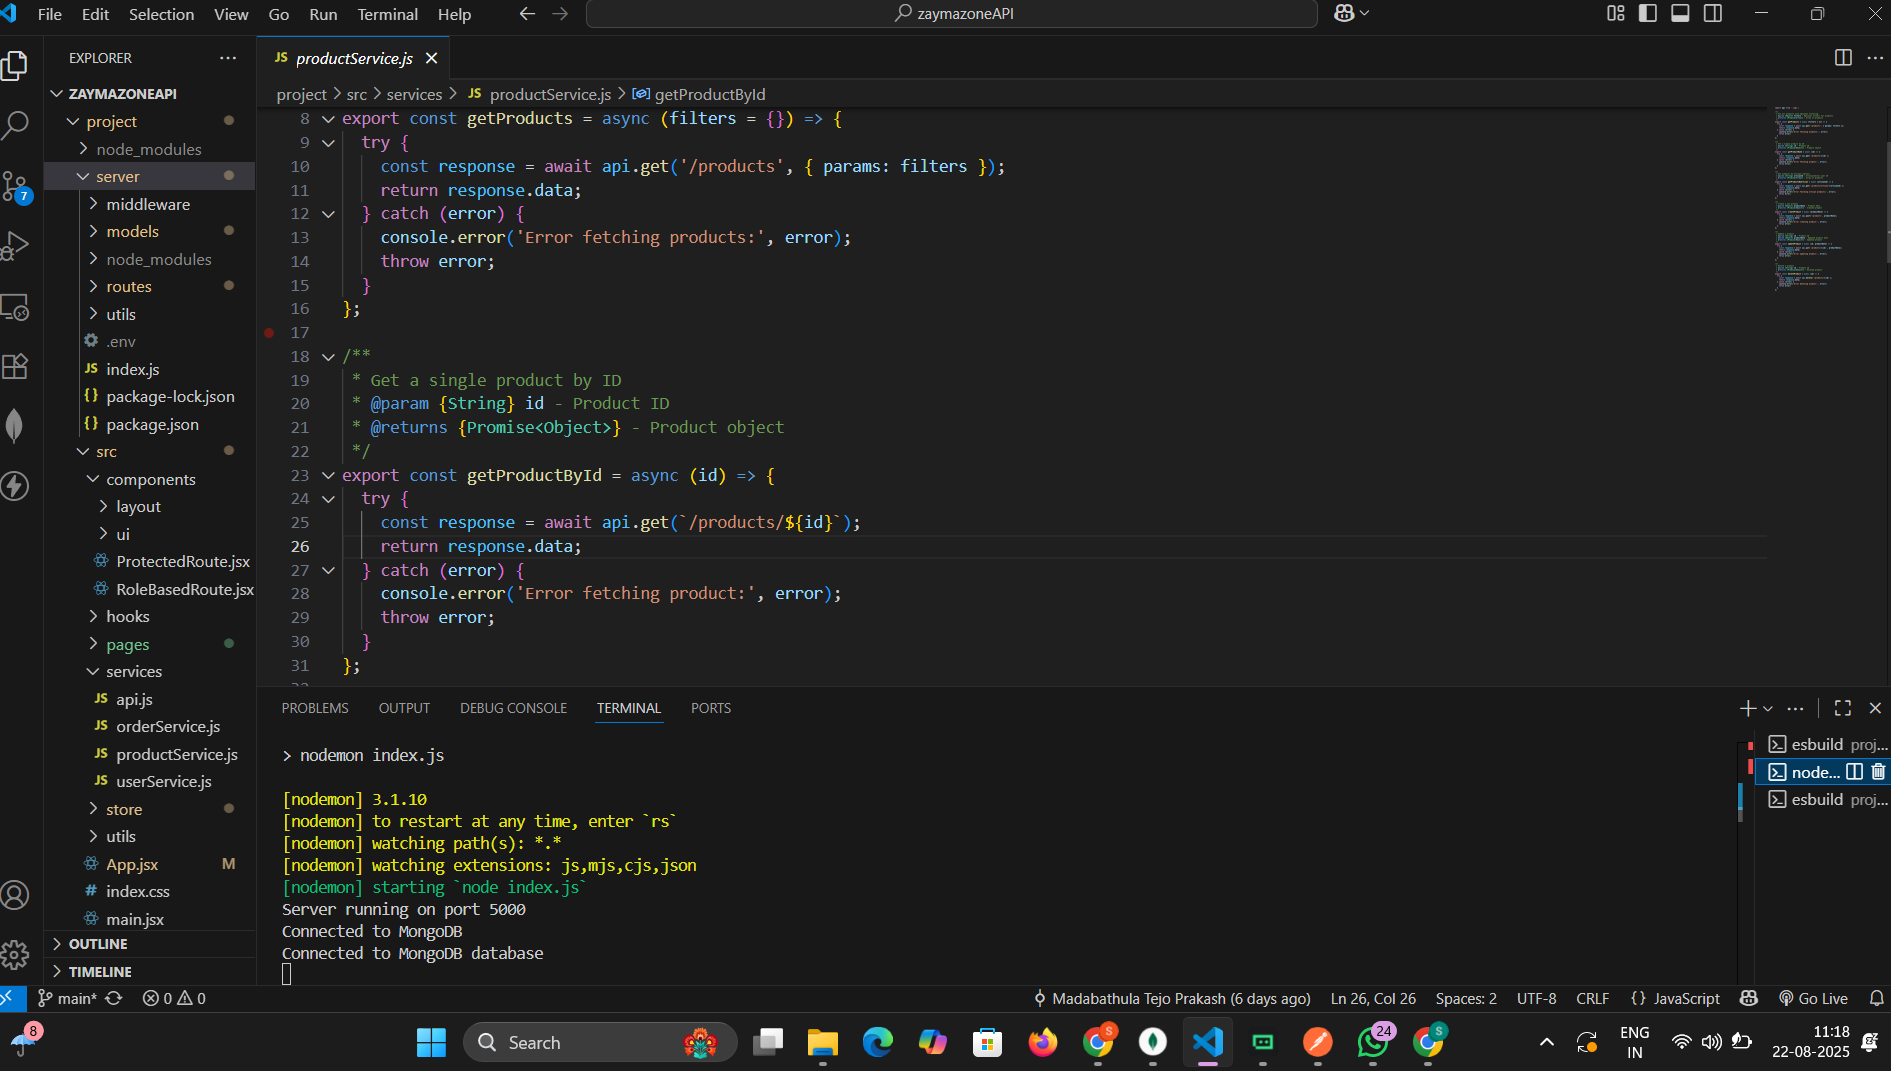 File Edit Selection View Go Run Terminal Help
zaymazoneAPI
EXPLORER
ZAYMAZONEAPI
project
node_modules
server
middleware
models
node_modules
routes
utils
.env
JS index.js
{} package-lock.json
{} package.json
src
components
layout
ui
ProtectedRoute.jsx
RoleBasedRoute.jsx
hooks
pages
services
JS api.js
JS orderService.js
JS productService.js
JS userService.js
store
utils
App.jsx M
# index.css
main.jsx
OUTLINE
TIMELINE
7
JS productService.js
project > src > services > JS productService.js > getProductById
8 export const getProducts = async (filters = {}) => {
9 try {
10 const response = await api.get('/products', { params: filters });
11 return response.data;
12 } catch (error) {
13 console.error('Error fetching products:', error);
14 throw error;
15 }
16 };
17
18 /**
19 * Get a single product by ID
20 * @param {String} id - Product ID
21 * @returns {Promise<Object>} - Product object
22 */
23 export const getProductById = async (id) => {
24 try {
25 const response = await api.get(`/products/${id}`);
26 return response.data;
27 } catch (error) {
28 console.error('Error fetching product:', error);
29 throw error;
30 }
31 };
PROBLEMS OUTPUT DEBUG CONSOLE TERMINAL PORTS
> nodemon index.js
[nodemon] 3.1.10
[nodemon] to restart at any time, enter `rs`
[nodemon] watching path(s): *.*
[nodemon] watching extensions: js,mjs,cjs,json
[nodemon] starting `node index.js`
Server running on port 5000
Connected to MongoDB
Connected to MongoDB database
esbuild proj...
node...
esbuild proj...
main* 0 0 Madabathula Tejo Prakash (6 days ago) Ln 26, Col 26 Spaces: 2 UTF-8 CRLF {} JavaScript Go Live
8
Search
S
24
S
ENG
IN
11:18
22-08-2025